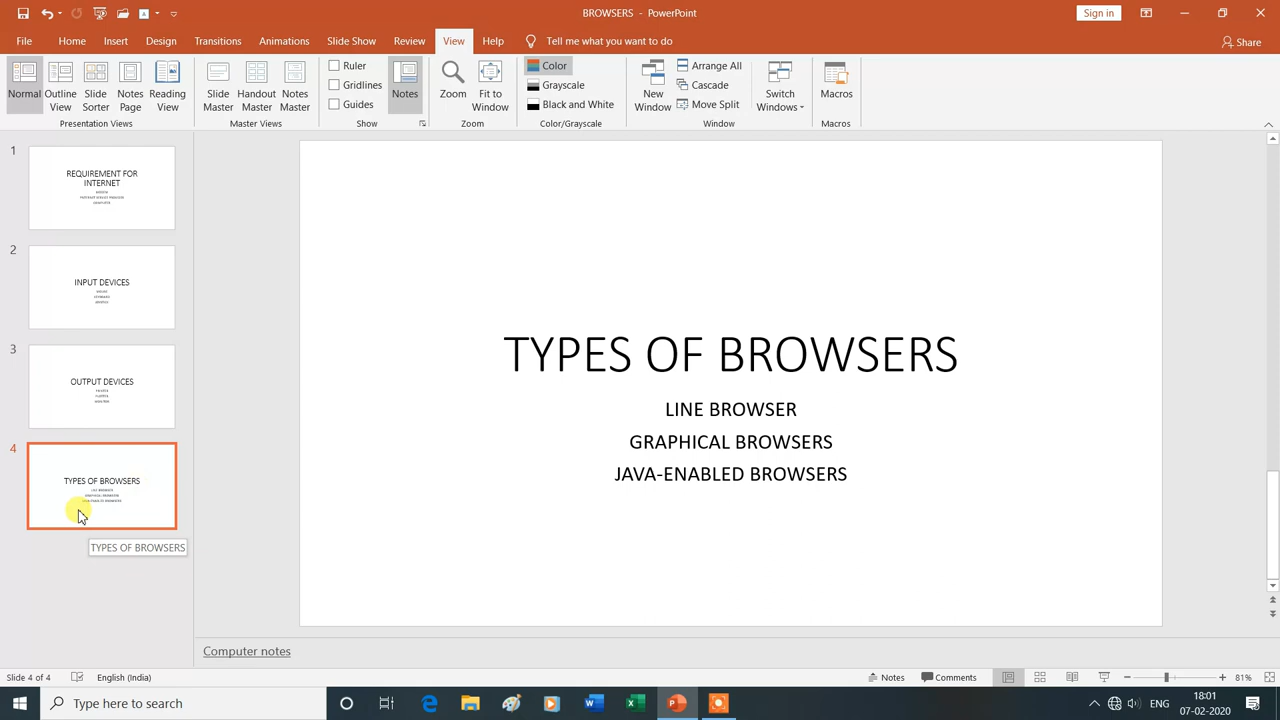 BROWSERS - PowerPoint
Sign in
File Home Insert Design Transitions Animations Slide Show Review View Help Tell me what you want to do
Share
Normal Outline View Slide Sorter Notes Page Reading View
Slide Master Handout Master Notes Master
Ruler
Gridlines
Guides
Notes
Zoom Fit to Window
Color
Grayscale
Black and White
New Window
Arrange All
Cascade
Move Split
Switch Windows
Macros
Presentation Views Master Views Show Zoom Color/Grayscale Window Macros
1
REQUIREMENT FOR
INTERNET
2
INPUT DEVICES
3
OUTPUT DEVICES
4
TYPES OF BROWSERS
TYPES OF BROWSERS
TYPES OF BROWSERS
LINE BROWSER
GRAPHICAL BROWSERS
JAVA-ENABLED BROWSERS
Computer notes
Slide 4 of 4 English (India) Notes Comments 81%
Type here to search
ENG
18:01
07-02-2020